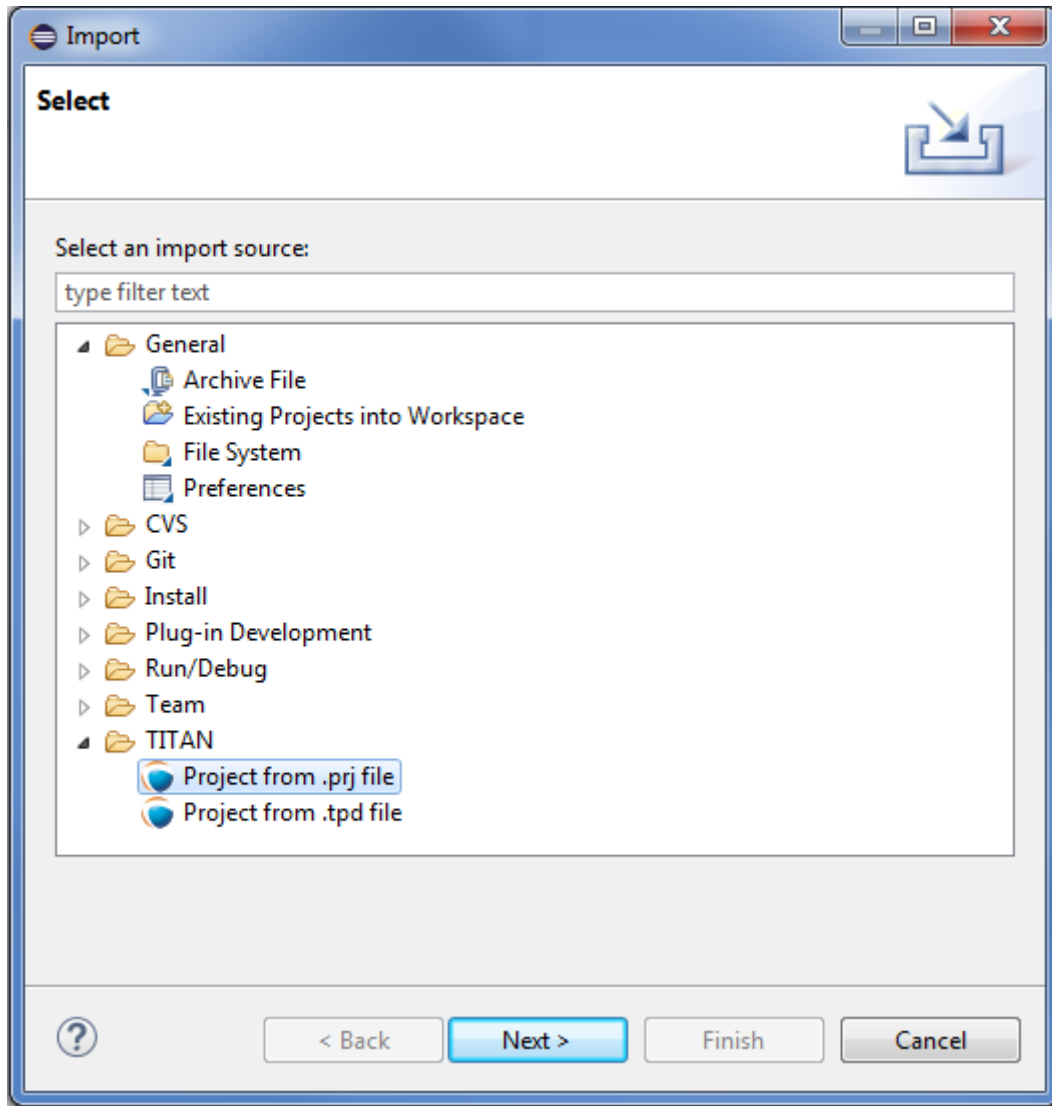 Import
Select
Select an import source:
type filter text
General
Archive File
Existing Projects into Workspace
File System
Preferences
CVS
Git
Install
Plug-in Development
Run/Debug
Team
TITAN
Project from .prj file
Project from .tpd file
? < Back Next > Finish Cancel